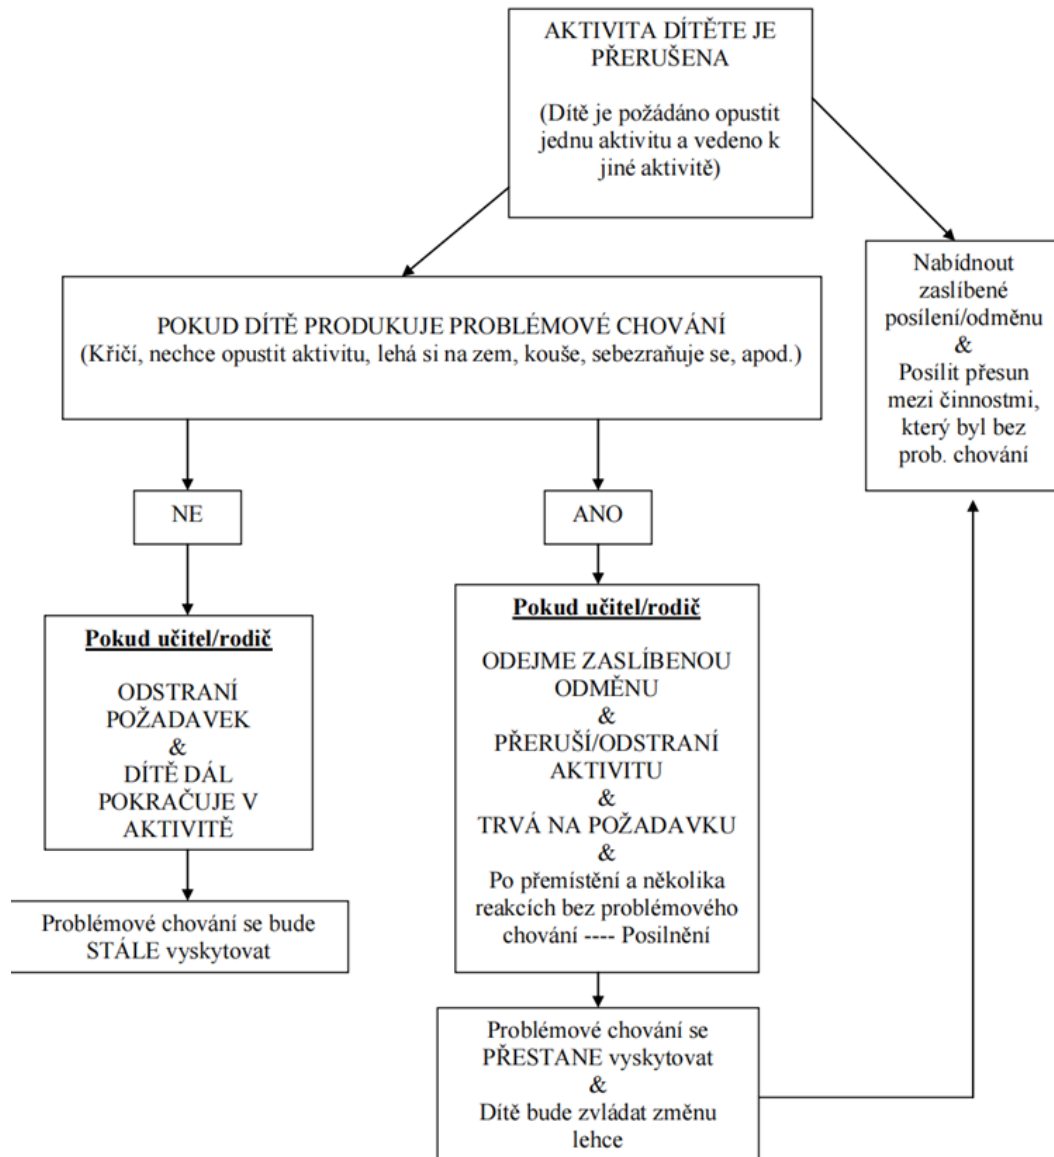 AKTIVITA DÍTĚTE JE
PŘERUŠENA
(Dítě je požádáno opustit
jednu aktivitu a vedeno k
jiné aktivitě)
Nabídnout
zaslíbené
posílení/odměnu
&
Posílit přesun
mezi činnostmi,
který byl bez
prob. chování
POKUD DÍTĚ PRODUKUJE PROBLÉMOVÉ CHOVÁNÍ
(Křičí, nechce opustit aktivitu, lehá si na zem, kouše, sebezraňuje se, apod.)
NE
ANO
Pokud učitel/rodič
ODSTRANÍ
POŽADAVEK
&
DÍTĚ DÁL
POKRAČUJE V
AKTIVITĚ
Problémové chování se bude
STÁLE vyskytovat
Pokud učitel/rodič
ODEJME ZASLÍBENOU
ODMĚNU
&
PŘERUŠÍ/ODSTRANÍ
AKTIVITU
&
TRVÁ NA POŽADAVKU
&
Po přemístění a několika
reakcích bez problémového
chování ---- Posilnění
Problémové chování se
PŘESTANE vyskytovat
&
Dítě bude zvládat změnu
lehce